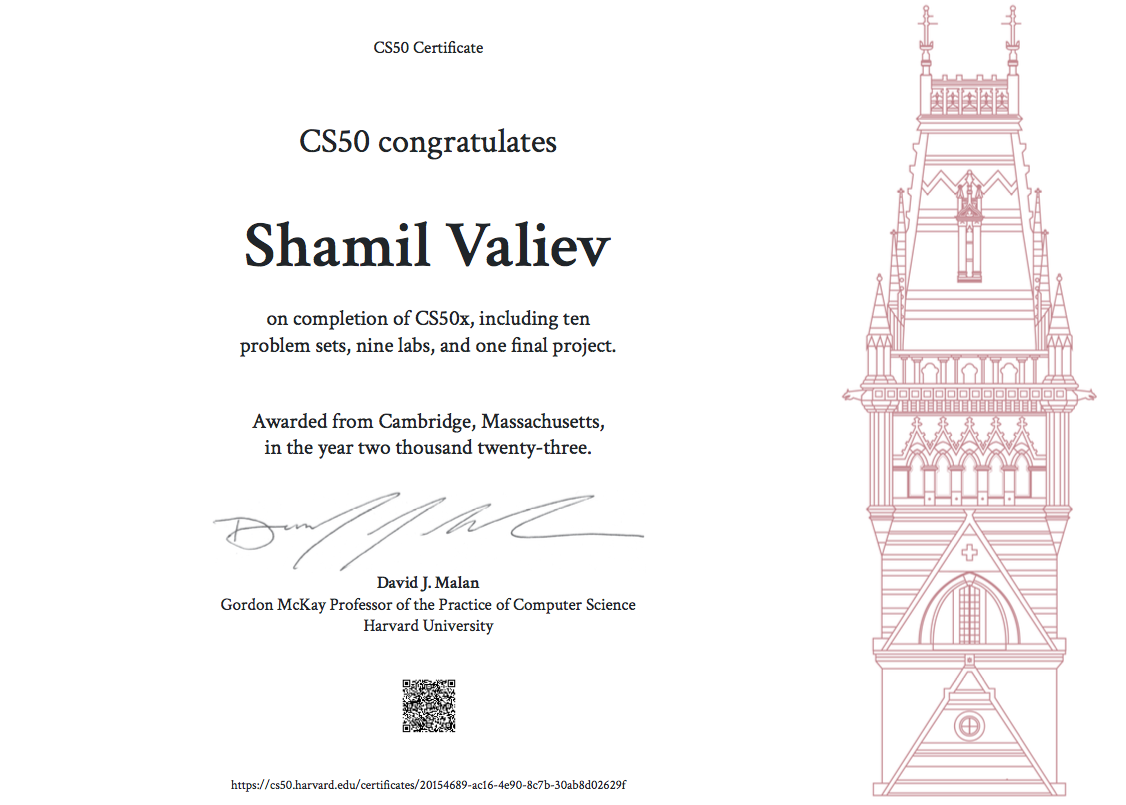 CS50 Certificate
CS50 congratulates
Shamil Valiev
on completion of CS50x, including ten
problem sets, nine labs, and one final project.
Awarded from Cambridge, Massachusetts,
in the year two thousand twenty-three.
David J. Malan
Gordon McKay Professor of the Practice of Computer Science
Harvard University
https://cs50.harvard.edu/certificates/20154689-ac16-4e90-8c7b-30ab8d02629f